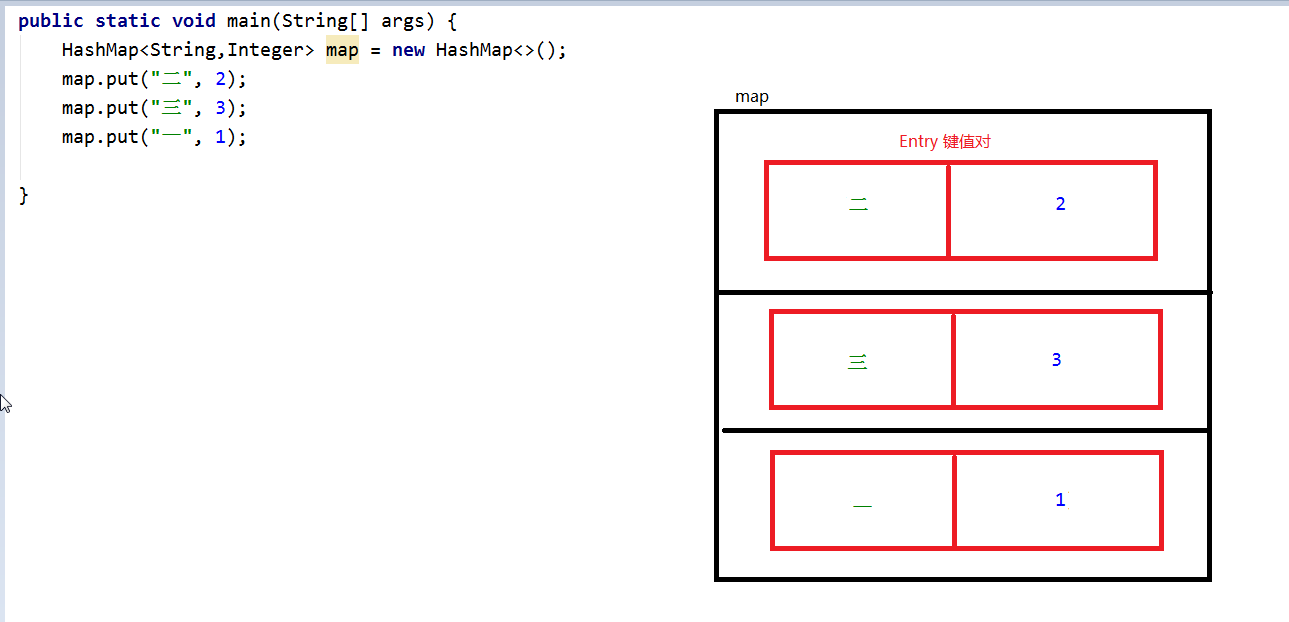 public static void main(String[] args) {
HashMap<String,Integer> map = new HashMap<>();
map.put("二", 2);
map.put("三", 3);
map.put("一", 1);
}
map
Entry 键值对
二 2
三 3
一 1